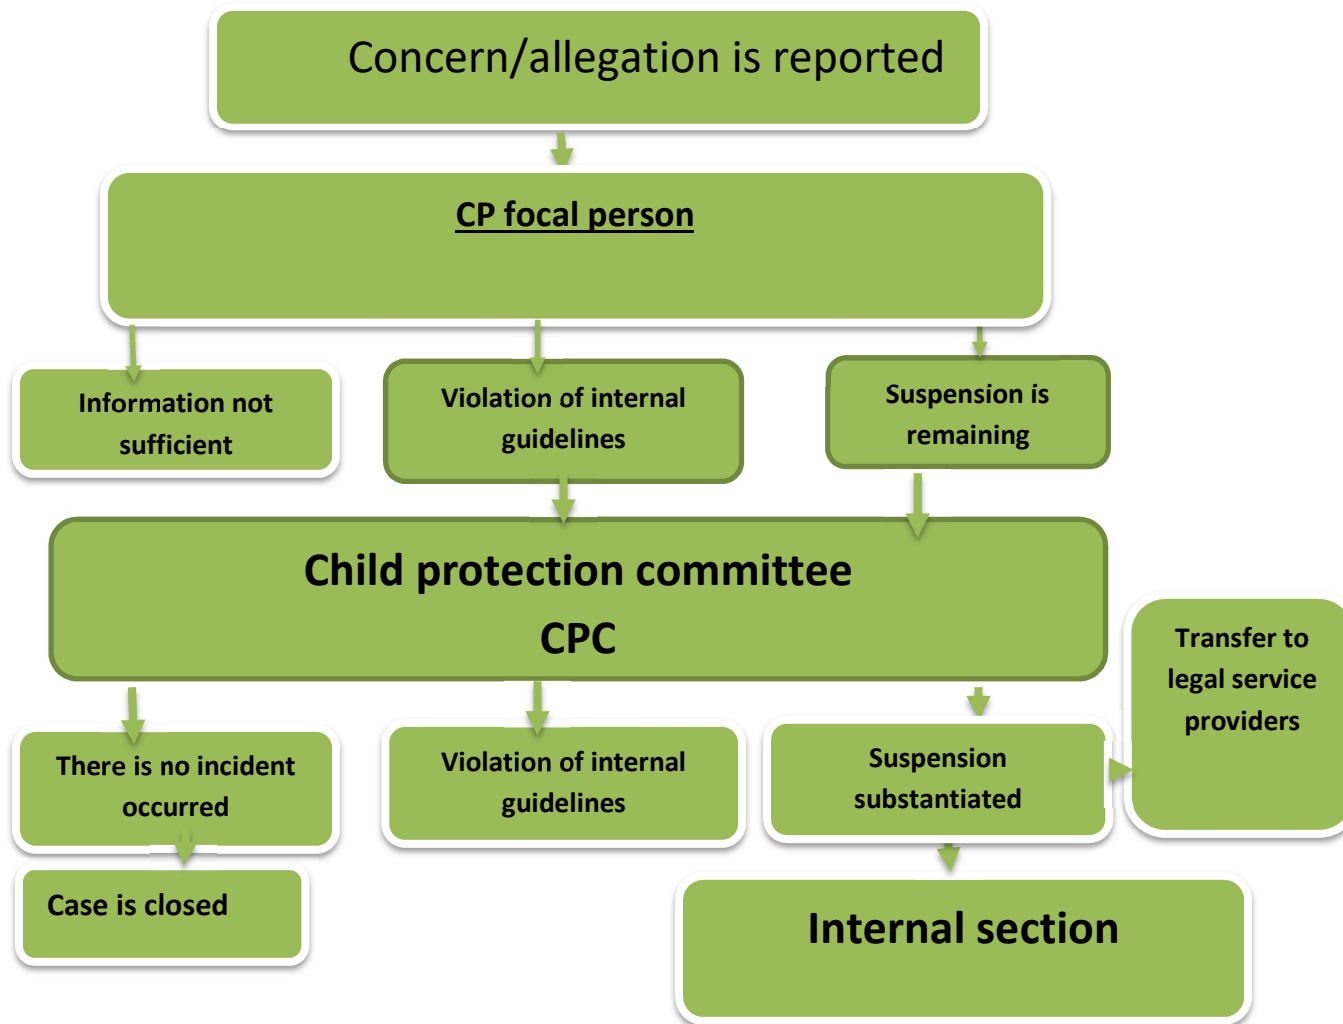 Concern/allegation is reported
CP focal person
Information not
sufficient
Violation of internal
guidelines
Suspension is
remaining
Child protection committee
CPC
Transfer to
legal service
providers
There is no incident
occurred
Violation of internal
guidelines
Suspension
substantiated
Case is closed
Internal section